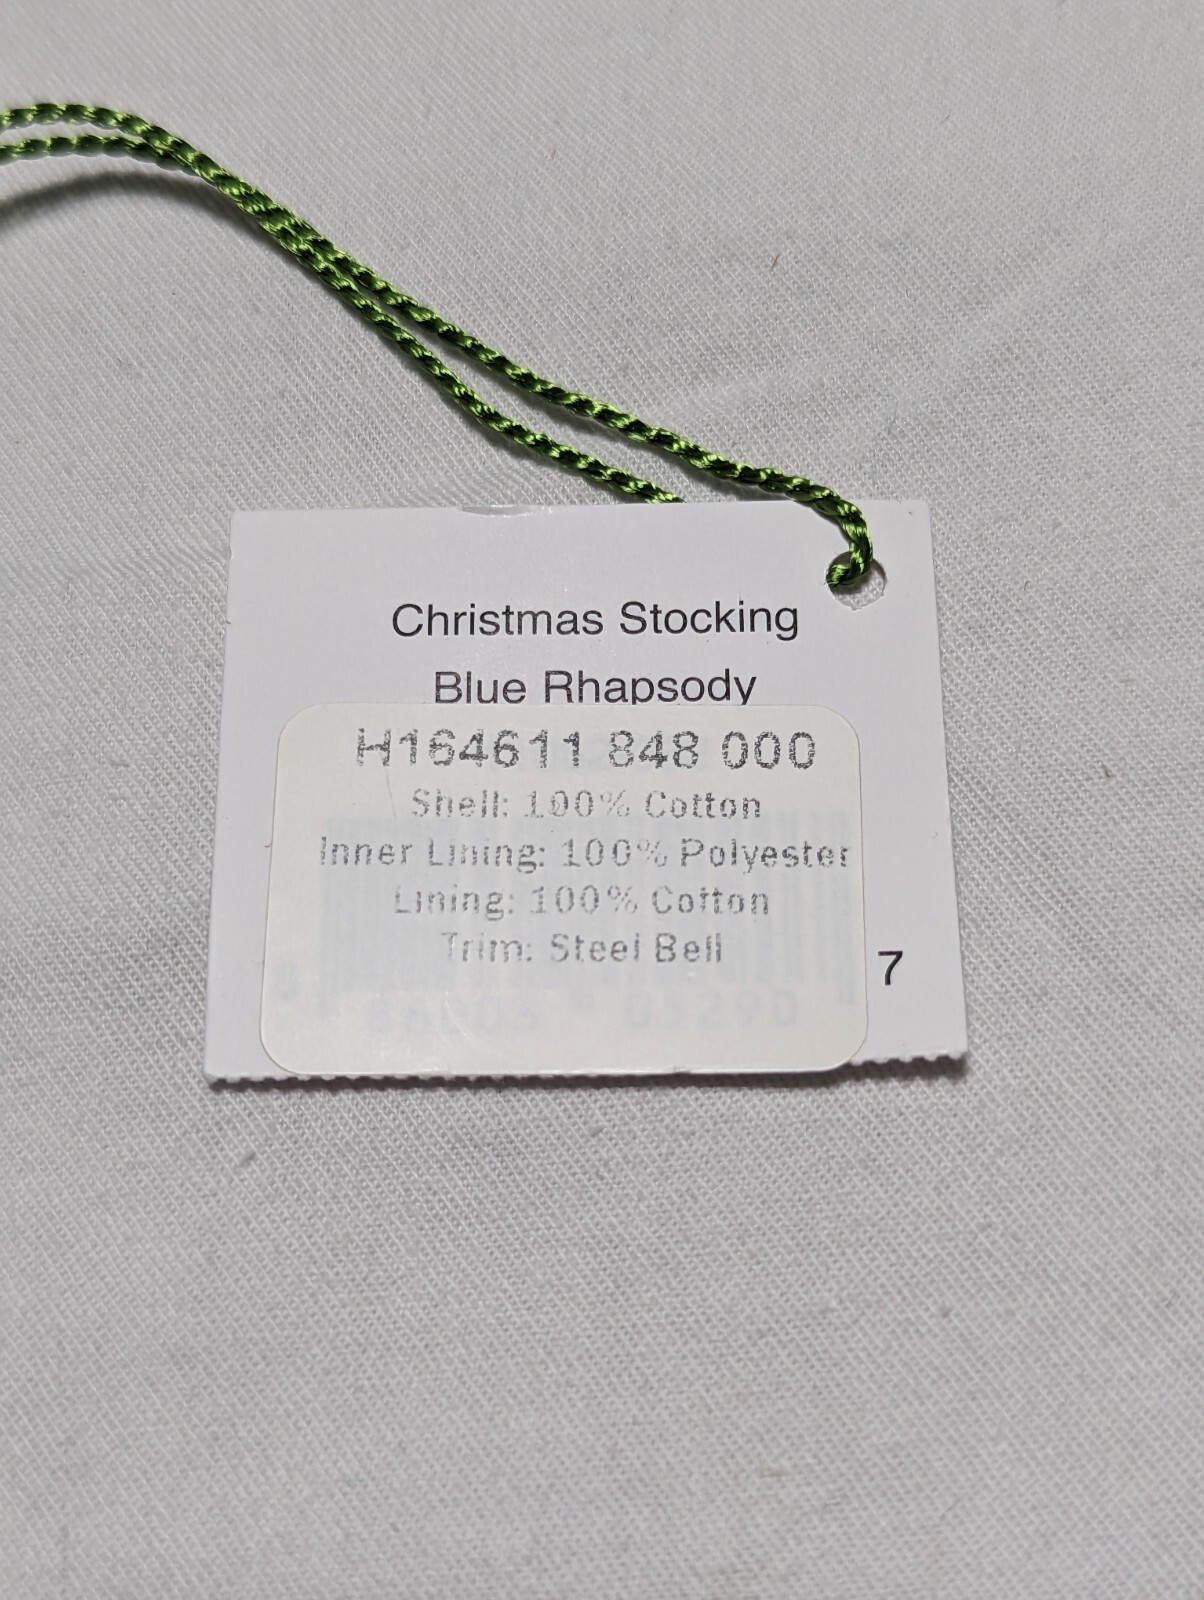 Christmas Stocking
Blue Rhapsody
H164611 848 000
Shell: 100% Cotton
Inner Lining: 100% Polyester
Lining: 100% Cotton
Trim: Steel Bell
7
05290